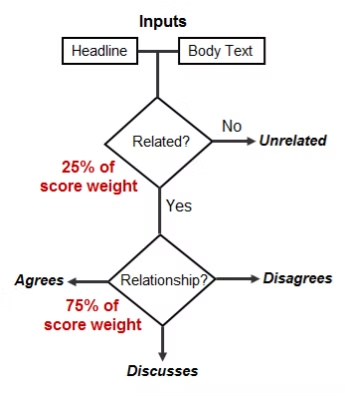 Inputs
Headline
Body Text
Related?
No
Unrelated
25% of
score weight
Yes
Agrees
Relationship?
Disagrees
75% of
score weight
Discusses